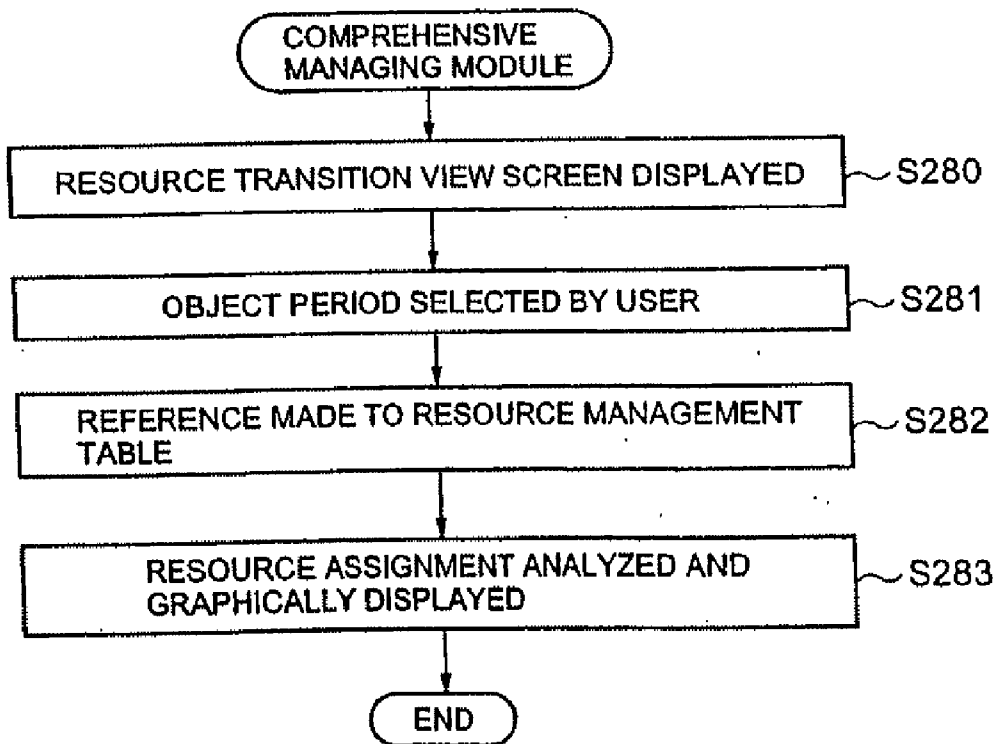 COMPREHENSIVE
MANAGING MODULE
RESOURCE TRANSITION VIEW SCREEN DISPLAYED
S280
OBJECT PERIOD SELECTED BY USER
S281
REFERENCE MADE TO RESOURCE MANAGEMENT
TABLE
S282
RESOURCE ASSIGNMENT ANALYZED AND
GRAPHICALLY DISPLAYED
S283
END